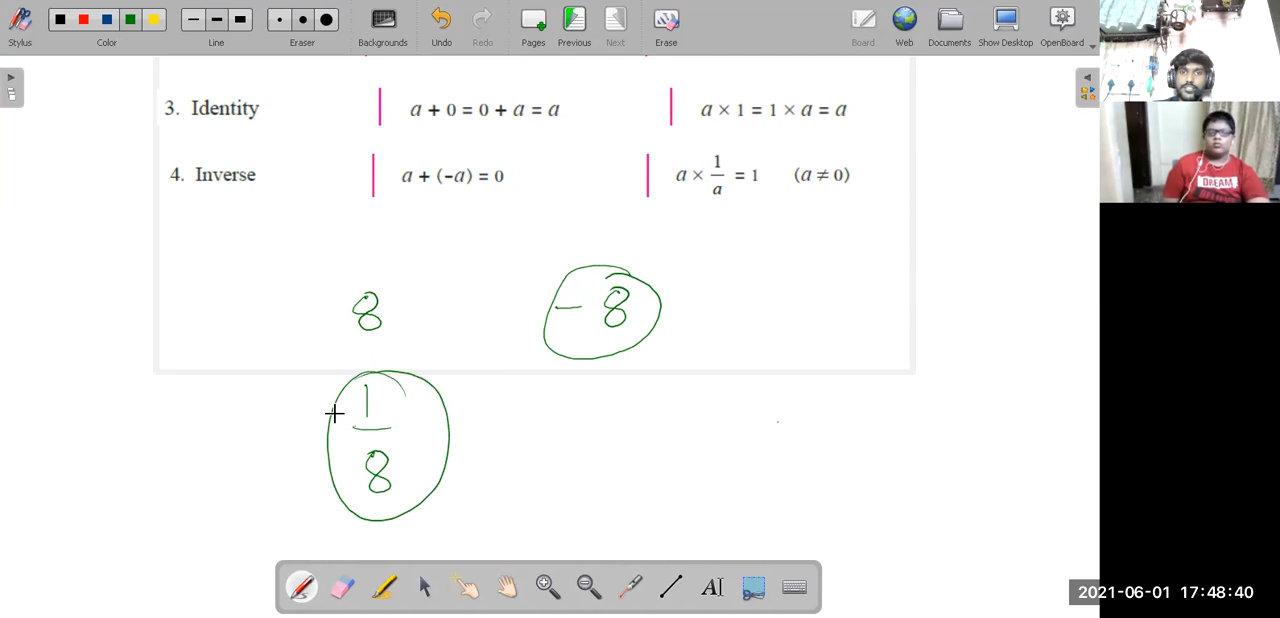 Stylus Color Line Eraser Backgrounds Undo Redo Pages Previous Next Erase Board Web Documents Show Desktop OpenBoard
3. Identity a + 0 = 0 + a = a a × 1 = 1 × a = a
4. Inverse a + (-a) = 0 a × 1/a = 1 (a ≠ 0)
8 - 8
1/8
DREAM
2021-06-01 17:48:40